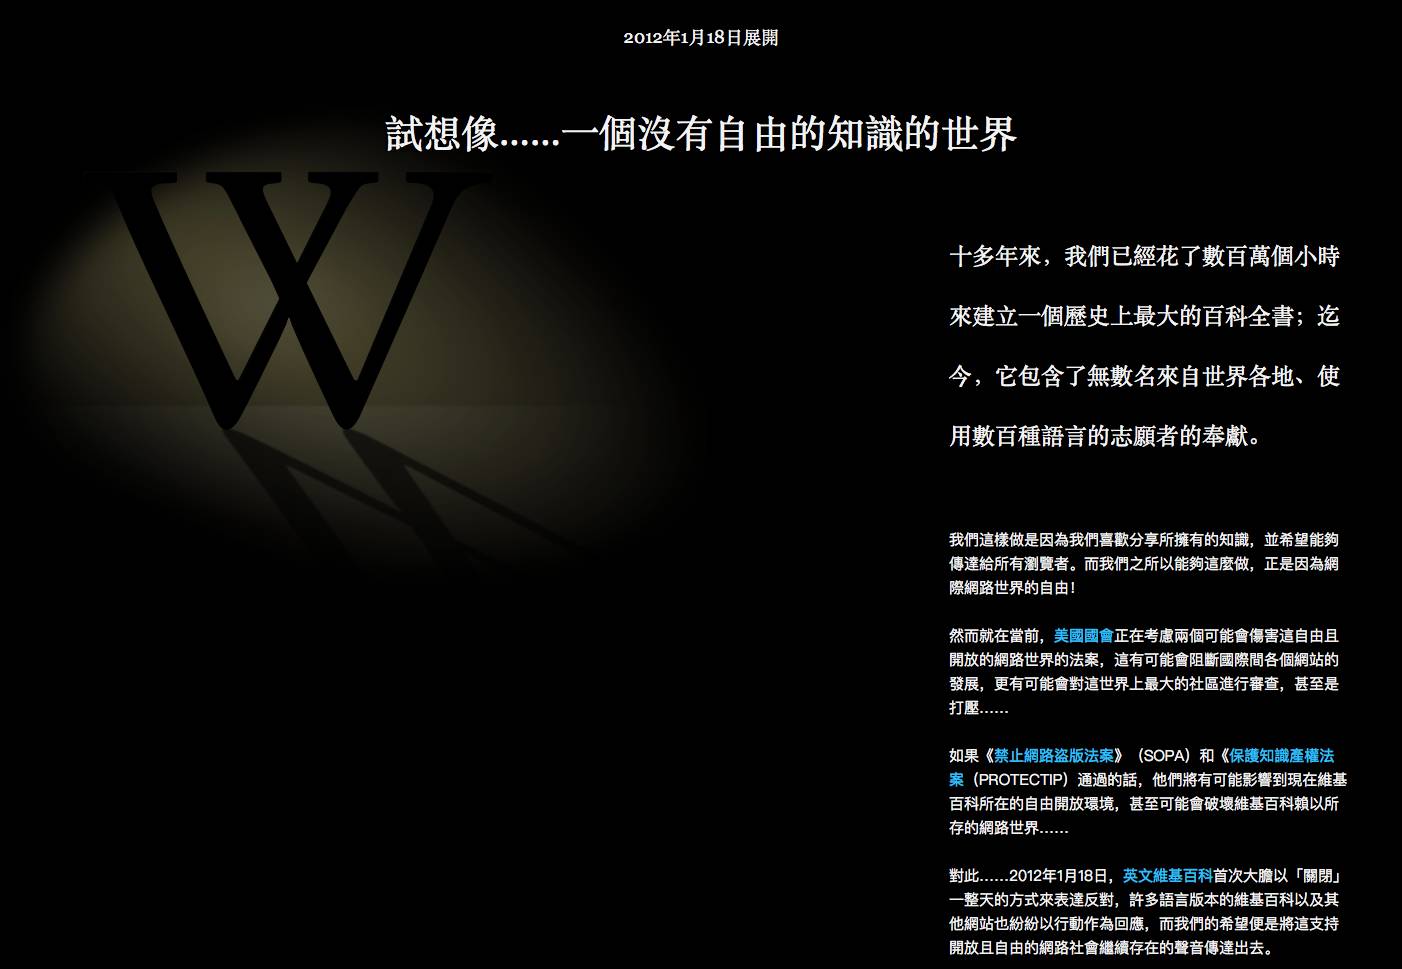 2012年1月18日展開
試想像......一個沒有自由的知識的世界
W
十多年來，我們已經花了數百萬個小時
來建立一個歷史上最大的百科全書；迄
今，它包含了無數名來自世界各地、使
用數百種語言的志願者的奉獻。
我們這樣做是因為我們喜歡分享所擁有的知識，並希望能夠
傳達給所有瀏覽者。而我們之所以能夠這麼做，正是因為網
際網路世界的自由！
然而就在當前，美國國會正在考慮兩個可能會傷害這自由且
開放的網路世界的法案，這有可能會阻斷國際間各個網站的
發展，更有可能會對這世界上最大的社區進行審查，甚至是
打壓......
如果《禁止網路盜版法案》（SOPA）和《保護知識產權法
案（PROTECTIP）通過的話，他們將有可能影響到現在維基
百科所在的自由開放環境，甚至可能會破壞維基百科賴以所
存的網路世界......
對此......2012年1月18日，英文維基百科首次大膽以「關閉」
一整天的方式來表達反對，許多語言版本的維基百科以及其
他網站也紛紛以行動作為回應，而我們的希望便是將這支持
開放且自由的網路社會繼續存在的聲音傳達出去。